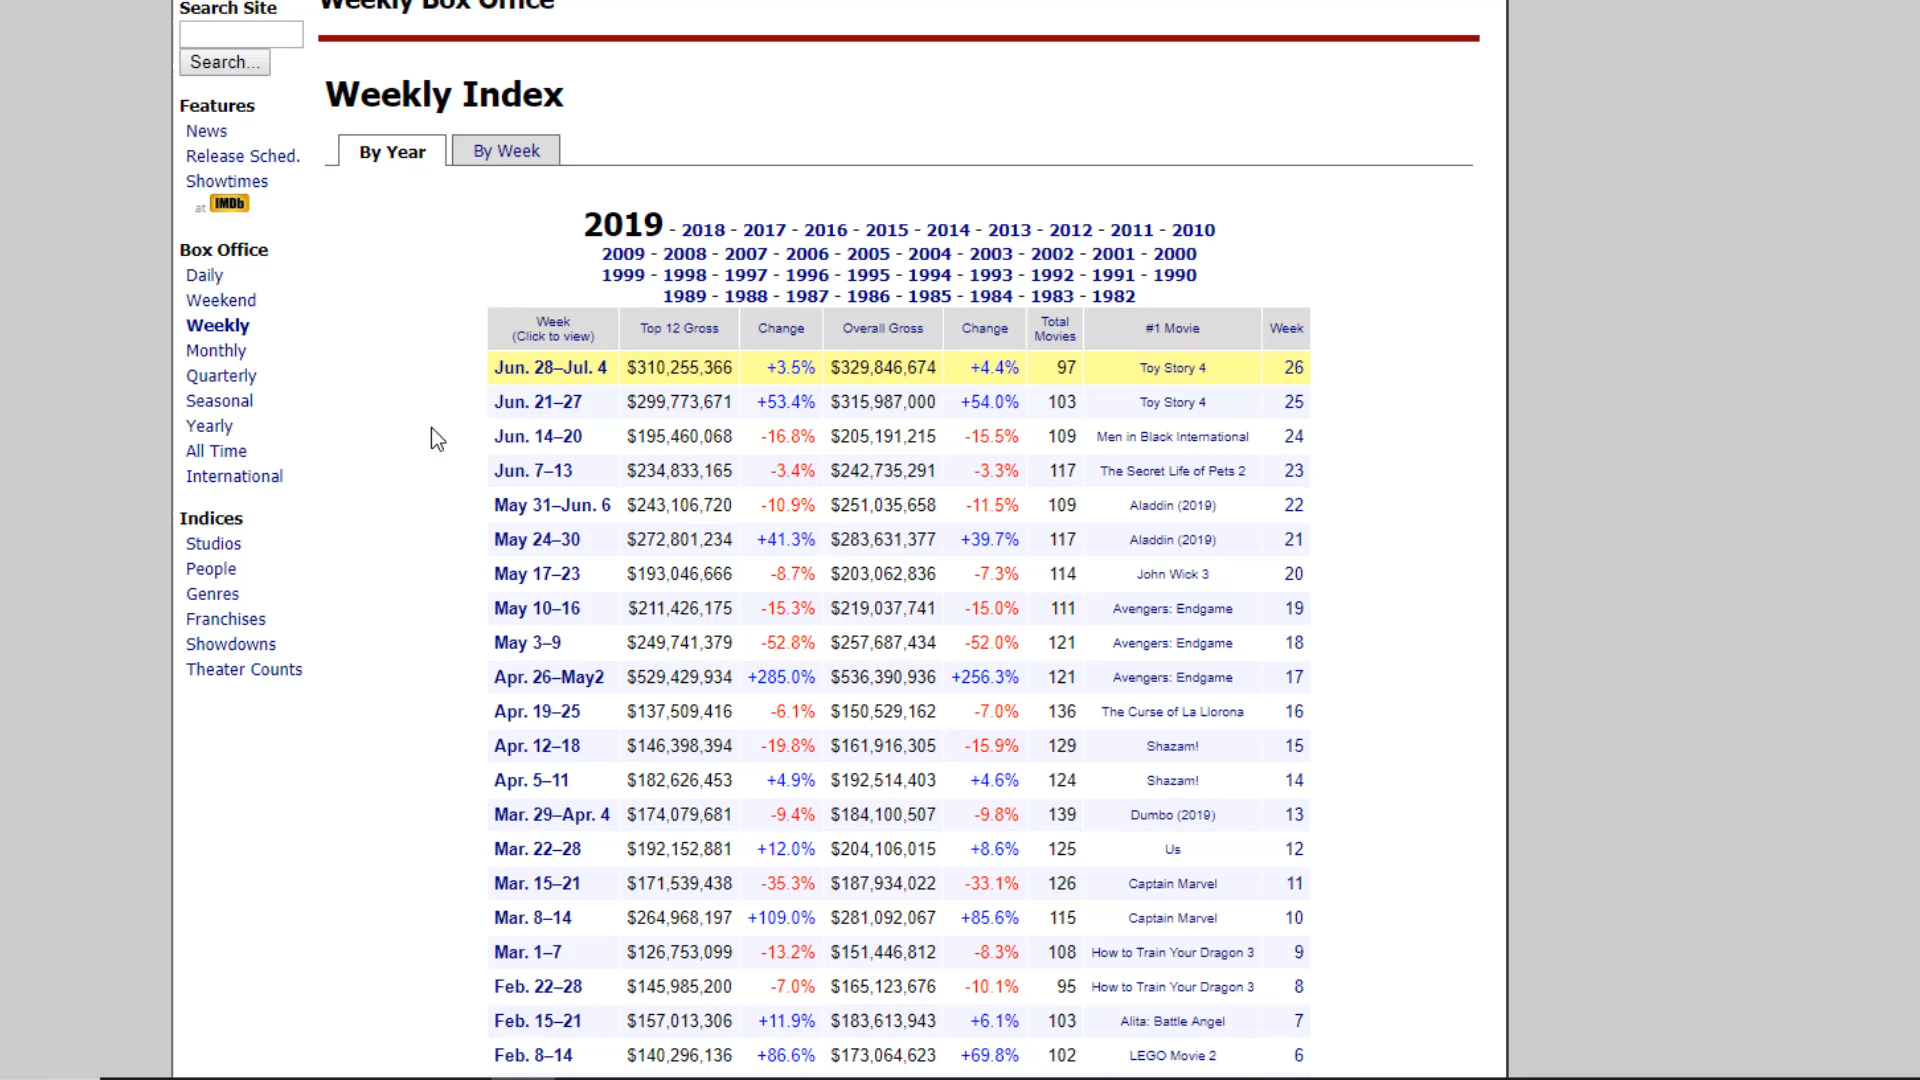 Weekly Box Office
Search Site
Search...
Features
News
Release Sched.
Showtimes
at IMDb
Box Office
Daily
Weekend
Weekly
Monthly
Quarterly
Seasonal
Yearly
All Time
International
Indices
Studios
People
Genres
Franchises
Showdowns
Theater Counts
Weekly Index
By Year By Week
2019 - 2018 - 2017 - 2016 - 2015 - 2014 - 2013 - 2012 - 2011 - 2010
2009 - 2008 - 2007 - 2006 - 2005 - 2004 - 2003 - 2002 - 2001 - 2000
1999 - 1998 - 1997 - 1996 - 1995 - 1994 - 1993 - 1992 - 1991 - 1990
1989 - 1988 - 1987 - 1986 - 1985 - 1984 - 1983 - 1982
Week (Click to view) Top 12 Gross Change Overall Gross Change Total Movies #1 Movie Week
Jun. 28–Jul. 4 $310,255,366 +3.5% $329,846,674 +4.4% 97 Toy Story 4 26
Jun. 21–27 $299,773,671 +53.4% $315,987,000 +54.0% 103 Toy Story 4 25
Jun. 14–20 $195,460,068 -16.8% $205,191,215 -15.5% 109 Men in Black International 24
Jun. 7–13 $234,833,165 -3.4% $242,735,291 -3.3% 117 The Secret Life of Pets 2 23
May 31–Jun. 6 $243,106,720 -10.9% $251,035,658 -11.5% 109 Aladdin (2019) 22
May 24–30 $272,801,234 +41.3% $283,631,377 +39.7% 117 Aladdin (2019) 21
May 17–23 $193,046,666 -8.7% $203,062,836 -7.3% 114 John Wick 3 20
May 10–16 $211,426,175 -15.3% $219,037,741 -15.0% 111 Avengers: Endgame 19
May 3–9 $249,741,379 -52.8% $257,687,434 -52.0% 121 Avengers: Endgame 18
Apr. 26–May2 $529,429,934 +285.0% $536,390,936 +256.3% 121 Avengers: Endgame 17
Apr. 19–25 $137,509,416 -6.1% $150,529,162 -7.0% 136 The Curse of La Llorona 16
Apr. 12–18 $146,398,394 -19.8% $161,916,305 -15.9% 129 Shazam! 15
Apr. 5–11 $182,626,453 +4.9% $192,514,403 +4.6% 124 Shazam! 14
Mar. 29–Apr. 4 $174,079,681 -9.4% $184,100,507 -9.8% 139 Dumbo (2019) 13
Mar. 22–28 $192,152,881 +12.0% $204,106,015 +8.6% 125 Us 12
Mar. 15–21 $171,539,438 -35.3% $187,934,022 -33.1% 126 Captain Marvel 11
Mar. 8–14 $264,968,197 +109.0% $281,092,067 +85.6% 115 Captain Marvel 10
Mar. 1–7 $126,753,099 -13.2% $151,446,812 -8.3% 108 How to Train Your Dragon 3 9
Feb. 22–28 $145,985,200 -7.0% $165,123,676 -10.1% 95 How to Train Your Dragon 3 8
Feb. 15–21 $157,013,306 +11.9% $183,613,943 +6.1% 103 Alita: Battle Angel 7
Feb. 8–14 $140,296,136 +86.6% $173,064,623 +69.8% 102 LEGO Movie 2 6